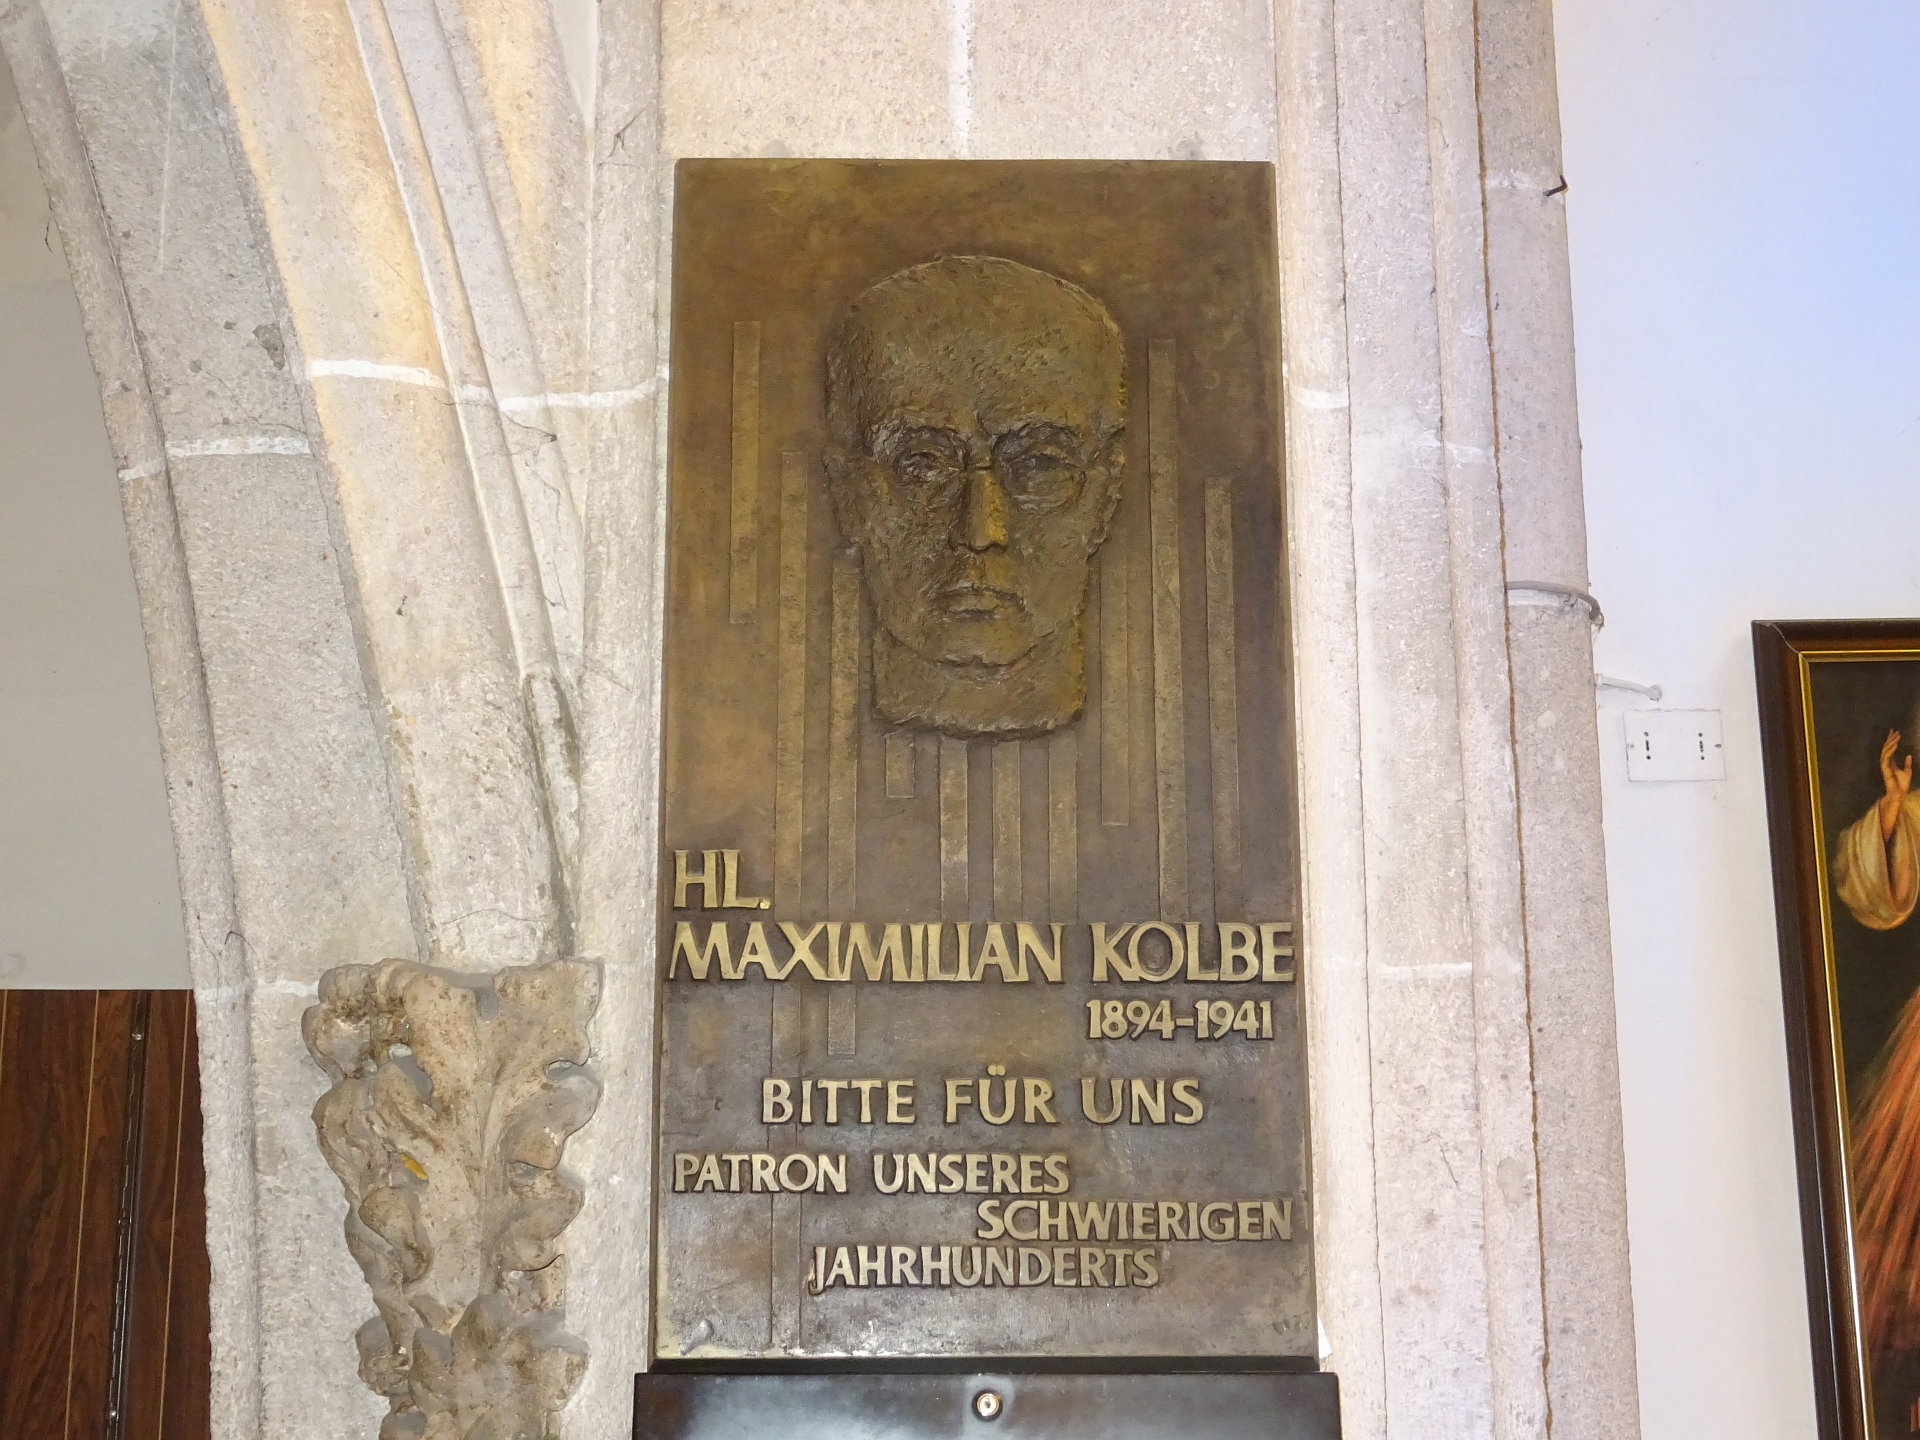 HL.
MAXIMILIAN KOLBE
1894-1941
BITTE FÜR UNS
PATRON UNSERES
SCHWIERIGEN
JAHRHUNDERTS